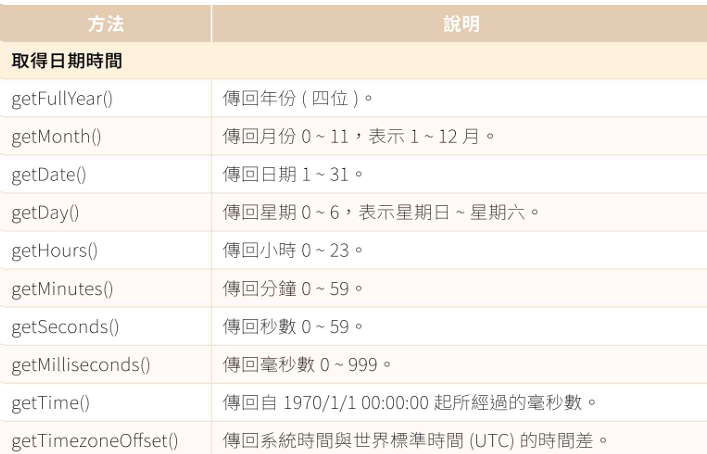 方法 說明
取得日期時間
getFullYear() 傳回年份 ( 四位 )。
getMonth() 傳回月份 0 ~ 11，表示 1 ~ 12 月。
getDate() 傳回日期 1 ~ 31。
getDay() 傳回星期 0 ~ 6，表示星期日 ~ 星期六。
getHours() 傳回小時 0 ~ 23。
getMinutes() 傳回分鐘 0 ~ 59。
getSeconds() 傳回秒數 0 ~ 59。
getMilliseconds() 傳回毫秒數 0 ~ 999。
getTime() 傳回自 1970/1/1 00:00:00 起所經過的毫秒數。
getTimezoneOffset() 傳回系統時間與世界標準時間 (UTC) 的時間差。